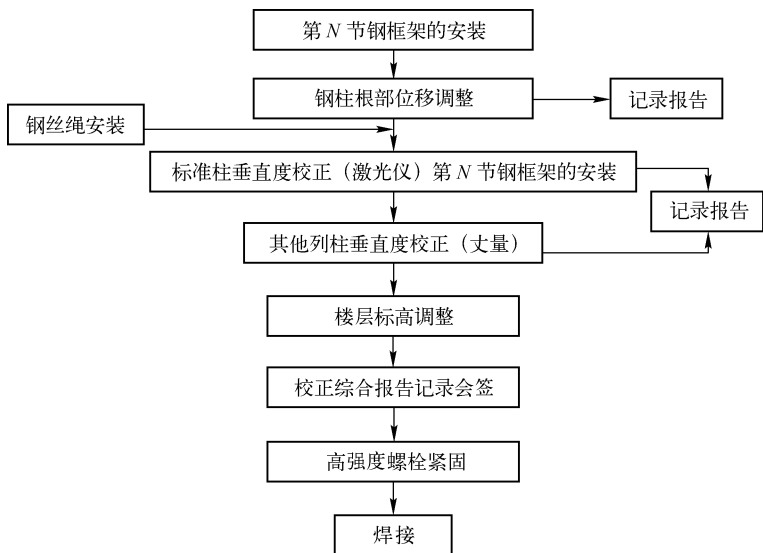 第N节钢框架的安装
钢柱根部位移调整
记录报告
钢丝绳安装
标准柱垂直度校正（激光仪）第N节钢框架的安装
记录报告
其他列柱垂直度校正（丈量）
楼层标高调整
校正综合报告记录会签
高强度螺栓紧固
焊接